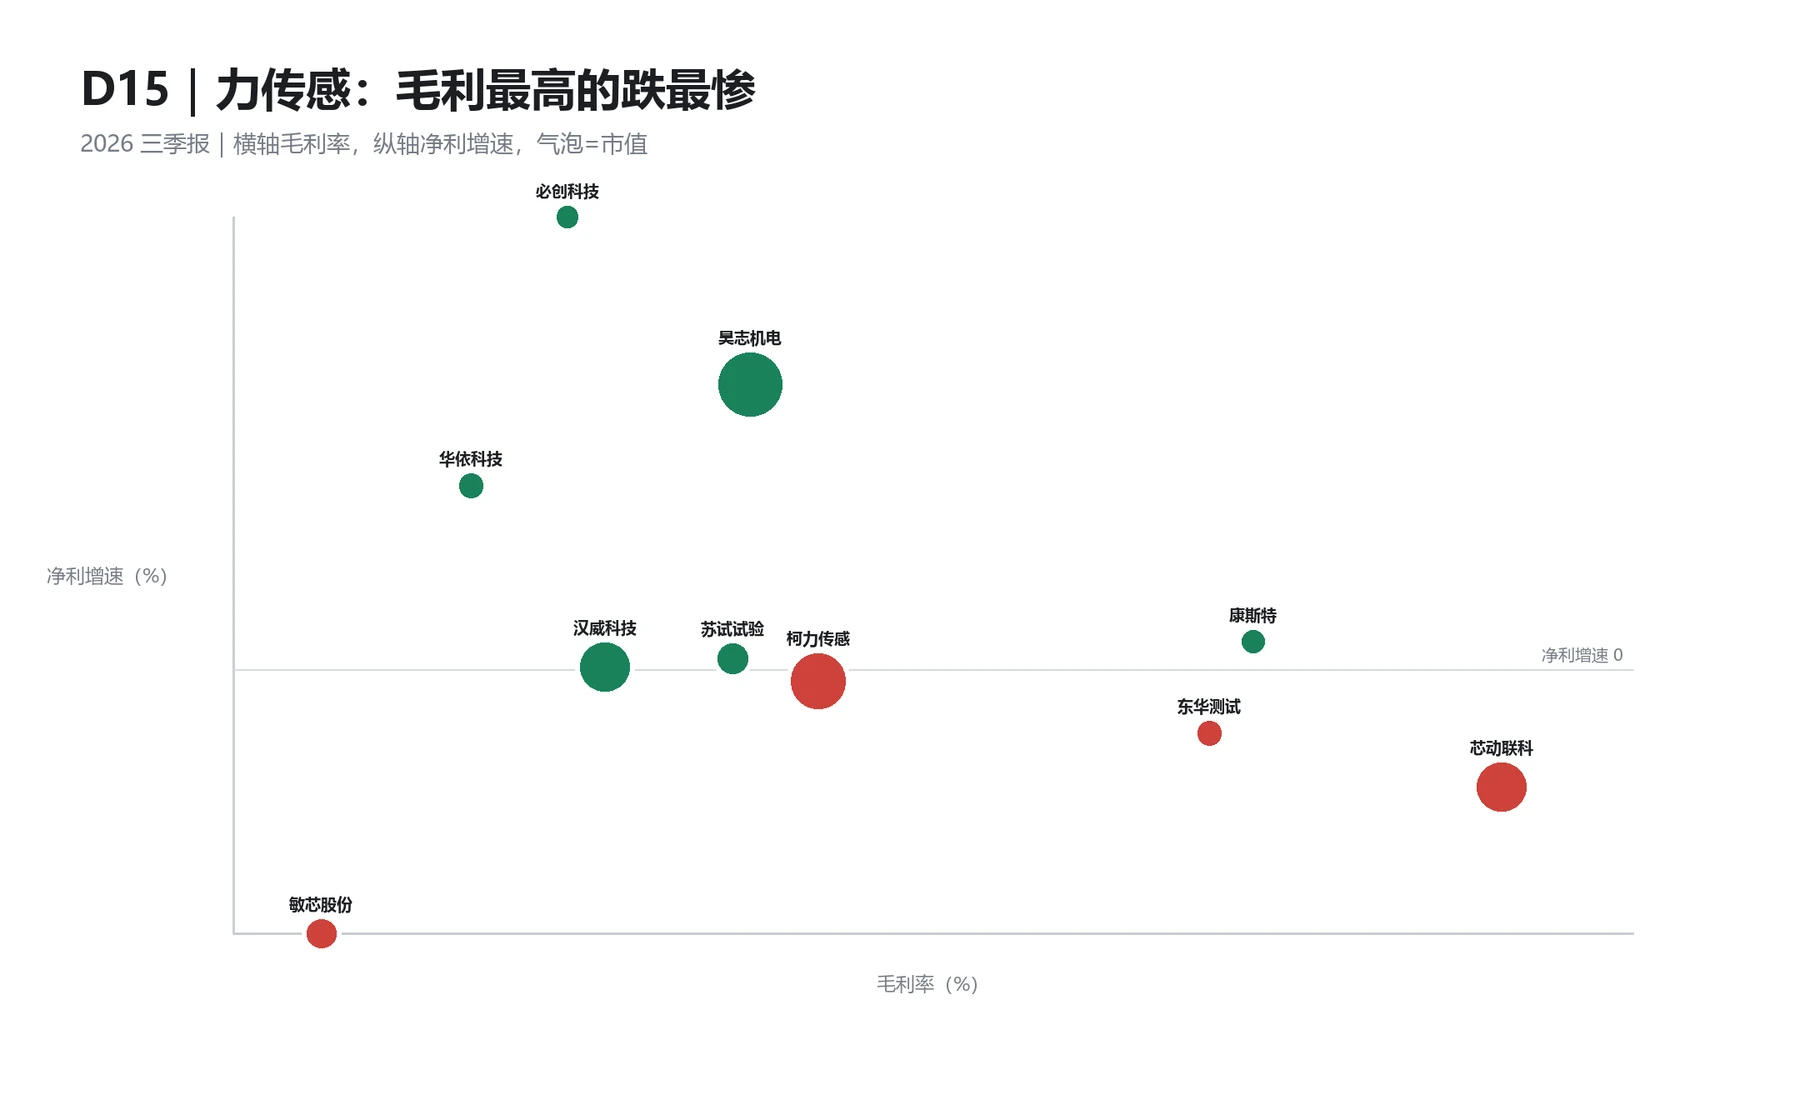 D15｜力传感：毛利最高的跌最惨
2026 三季报｜横轴毛利率，纵轴净利增速，气泡=市值
必创科技
昊志机电
华依科技
净利增速（%）
汉威科技
苏试试验
柯力传感
康斯特
净利增速 0
东华测试
芯动联科
敏芯股份
毛利率（%）